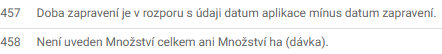 457 Doba zapravení je v rozporu s údaji datum aplikace mínus datum zapravení.
458 Není uveden Množství celkem ani Množství ha (dávka).